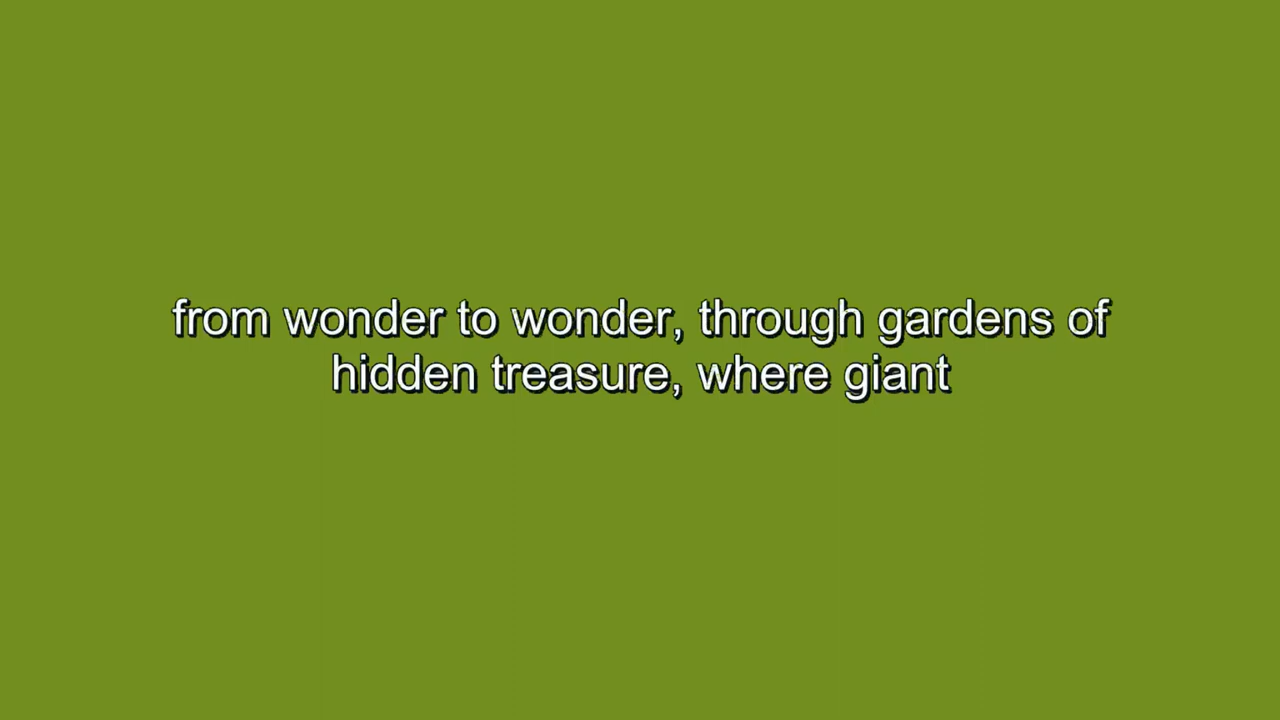 from wonder to wonder, through gardens of
hidden treasure, where giant